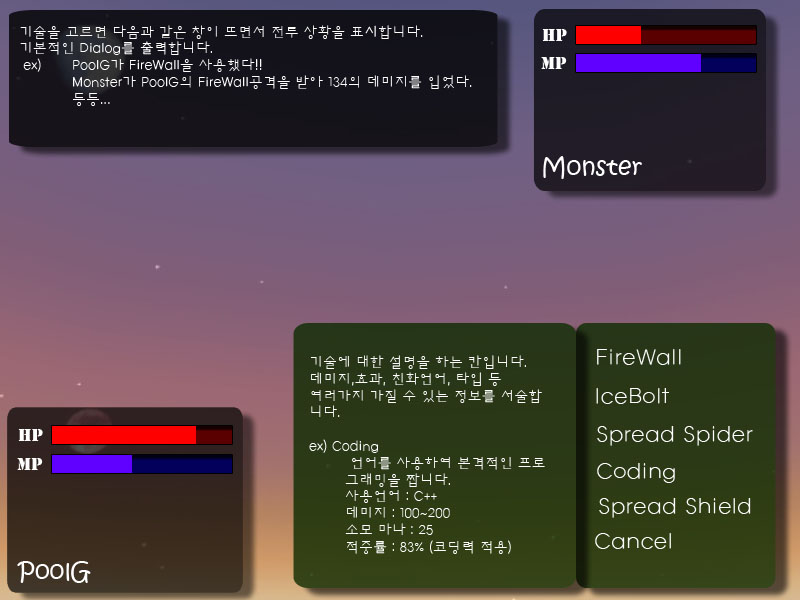 기술을 고르면 다음과 같은 창이 뜨면서 전투 상황을 표시합니다.
기본적인 Dialog를 출력합니다.
ex) PoolG가 FireWall을 사용했다!!
Monster가 PoolG의 FireWall공격을 받아 134의 데미지를 입었다.
등등...
HP
MP
Monster
기술에 대한 설명을 하는 칸입니다.
데미지,효과, 친화언어, 타입 등
여러가지 가질 수 있는 정보를 서술합
니다.
ex) Coding
언어를 사용하여 본격적인 프로
그래밍을 짭니다.
사용언어 : C++
데미지 : 100~200
소모 마나 : 25
적중률 : 83% (코딩력 적용)
FireWall
IceBolt
Spread Spider
Coding
Spread Shield
Cancel
HP
MP
PoolG